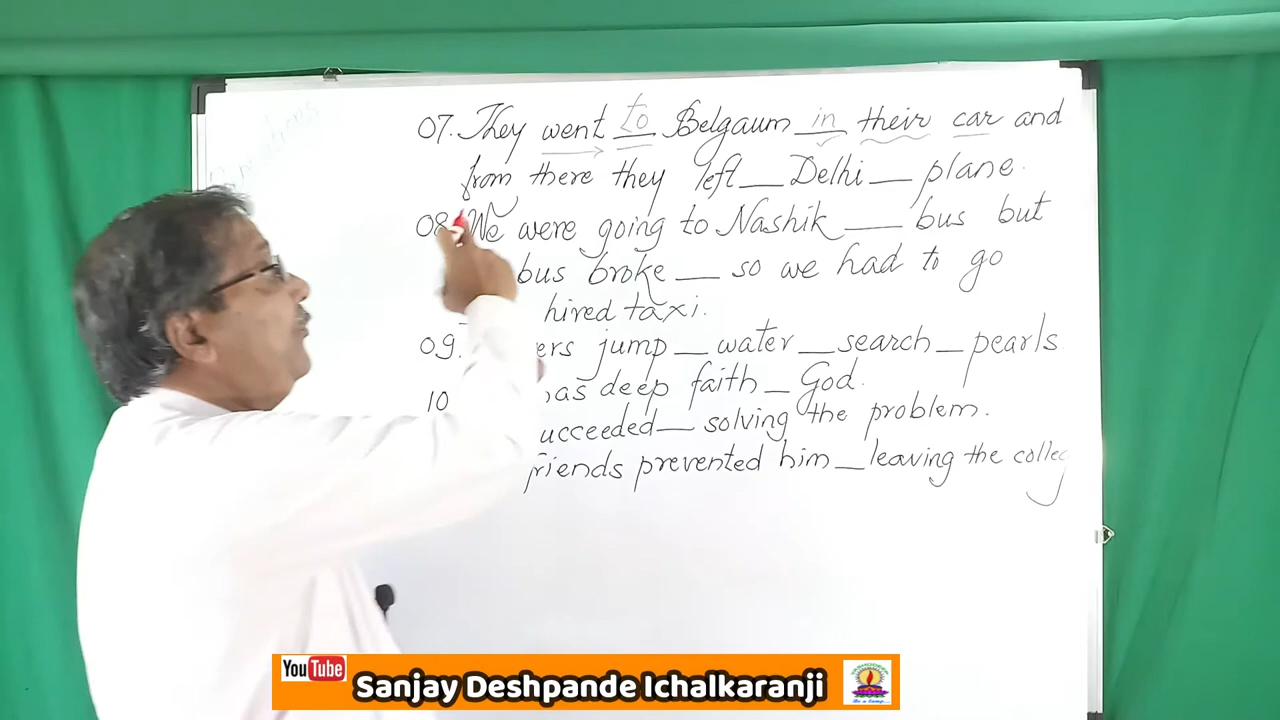 07. They went to Belgaum in their car and
from there they left __ Delhi __ plane.
08. We were going to Nashik __ bus but
bus broke __ so we had to go
hired taxi.
09. ers jump __ water __ search __ pearls
10 has deep faith __ God.
ucceeded __ solving the problem.
friends prevented him __ leaving the colleg
YouTube
Sanjay Deshpande Ichalkaranji